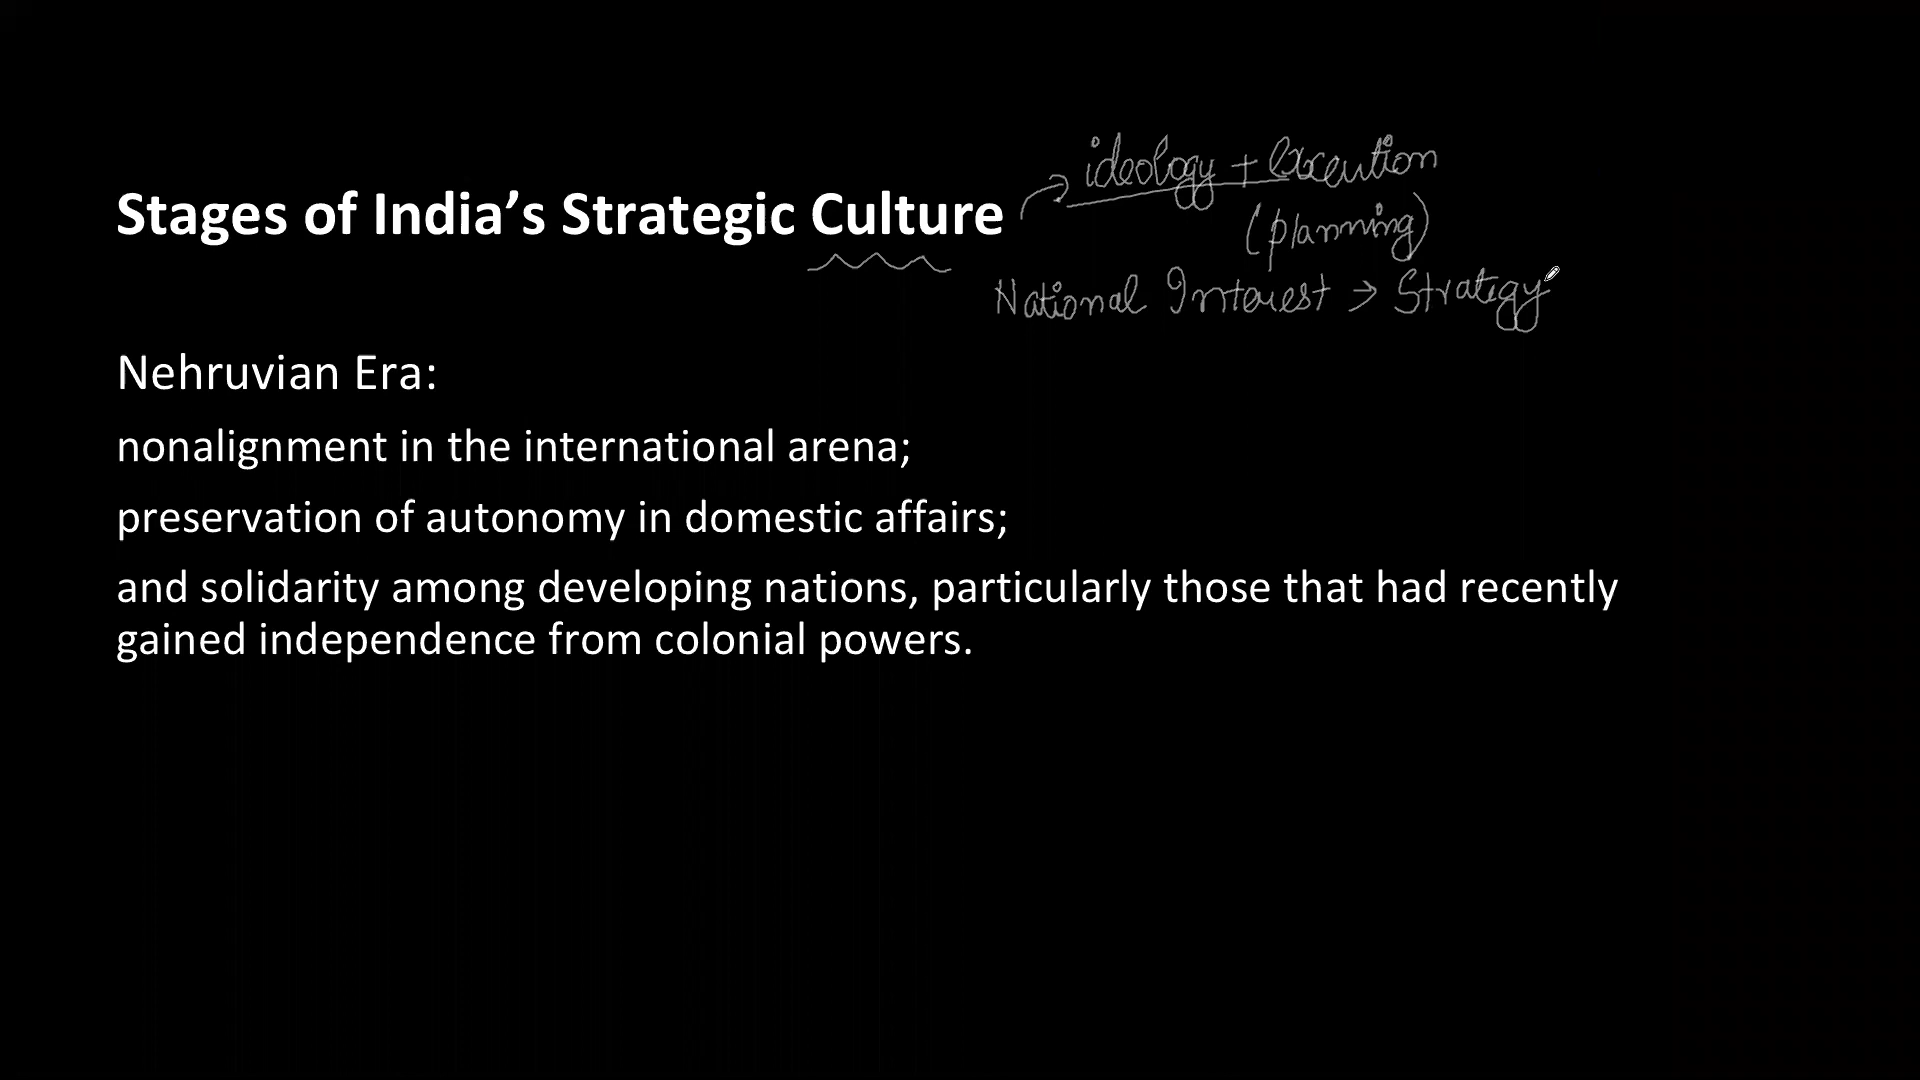 ideology + Execution
Stages of India's Strategic Culture
(planning)
National Interest → Strategy
Nehruvian Era:
nonalignment in the international arena;
preservation of autonomy in domestic affairs;
and solidarity among developing nations, particularly those that had recently
gained independence from colonial powers.